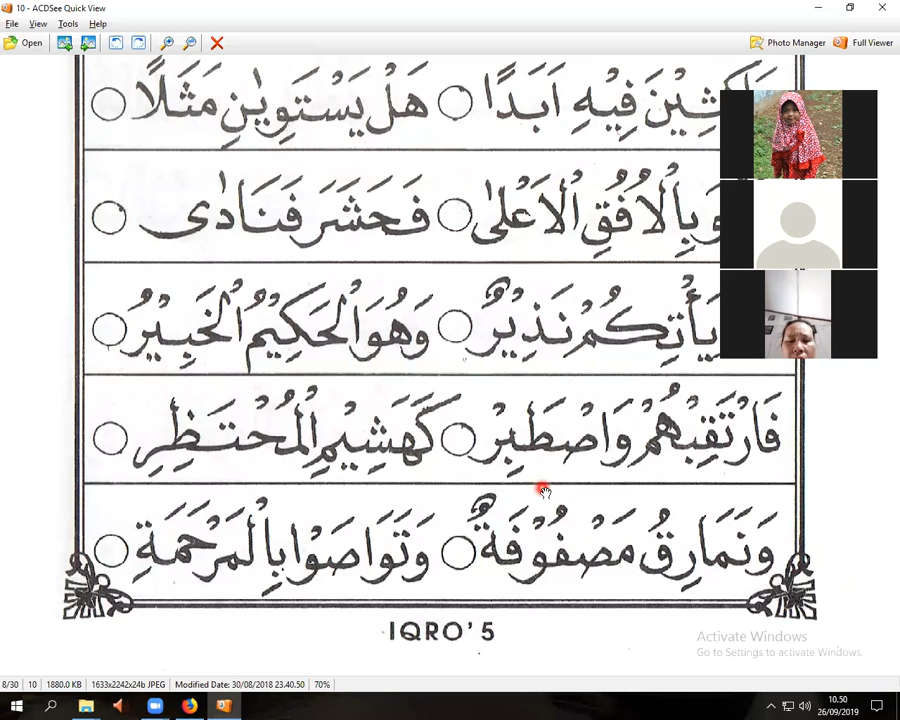 10 - ACDSee Quick View
File View Tools Help
Open Photo Manager Full Viewer
فِيْهِ اَبَدًا ○ هَلْ يَسْتَوِيٰنِ مَثَلًا ○
وَبِالْاُفُقِ الْاَعْلٰى ○ فَحَشَرَ فَنَادٰى ○
يَأْتِكُمْ نَذِيْرٌ ○ وَهُوَ الْحَكِيْمُ الْخَبِيْرُ ○
فَارْتَقِبْهُمْ وَاصْطَبِرْ ○ كَهَشِيْمِ الْمُحْتَظِرِ ○
وَنَمَارِقُ مَصْفُوْفَةٌ ○ وَتَوَاصَوْا بِالْمَرْحَمَةِ ○
IQRO' 5
Activate Windows
Go to Settings to activate Windows.
8/30 10 1880.0 KB 1633x2242x24b JPEG Modified Date: 30/08/2018 23.40.50 70%
10.50
26/09/2019